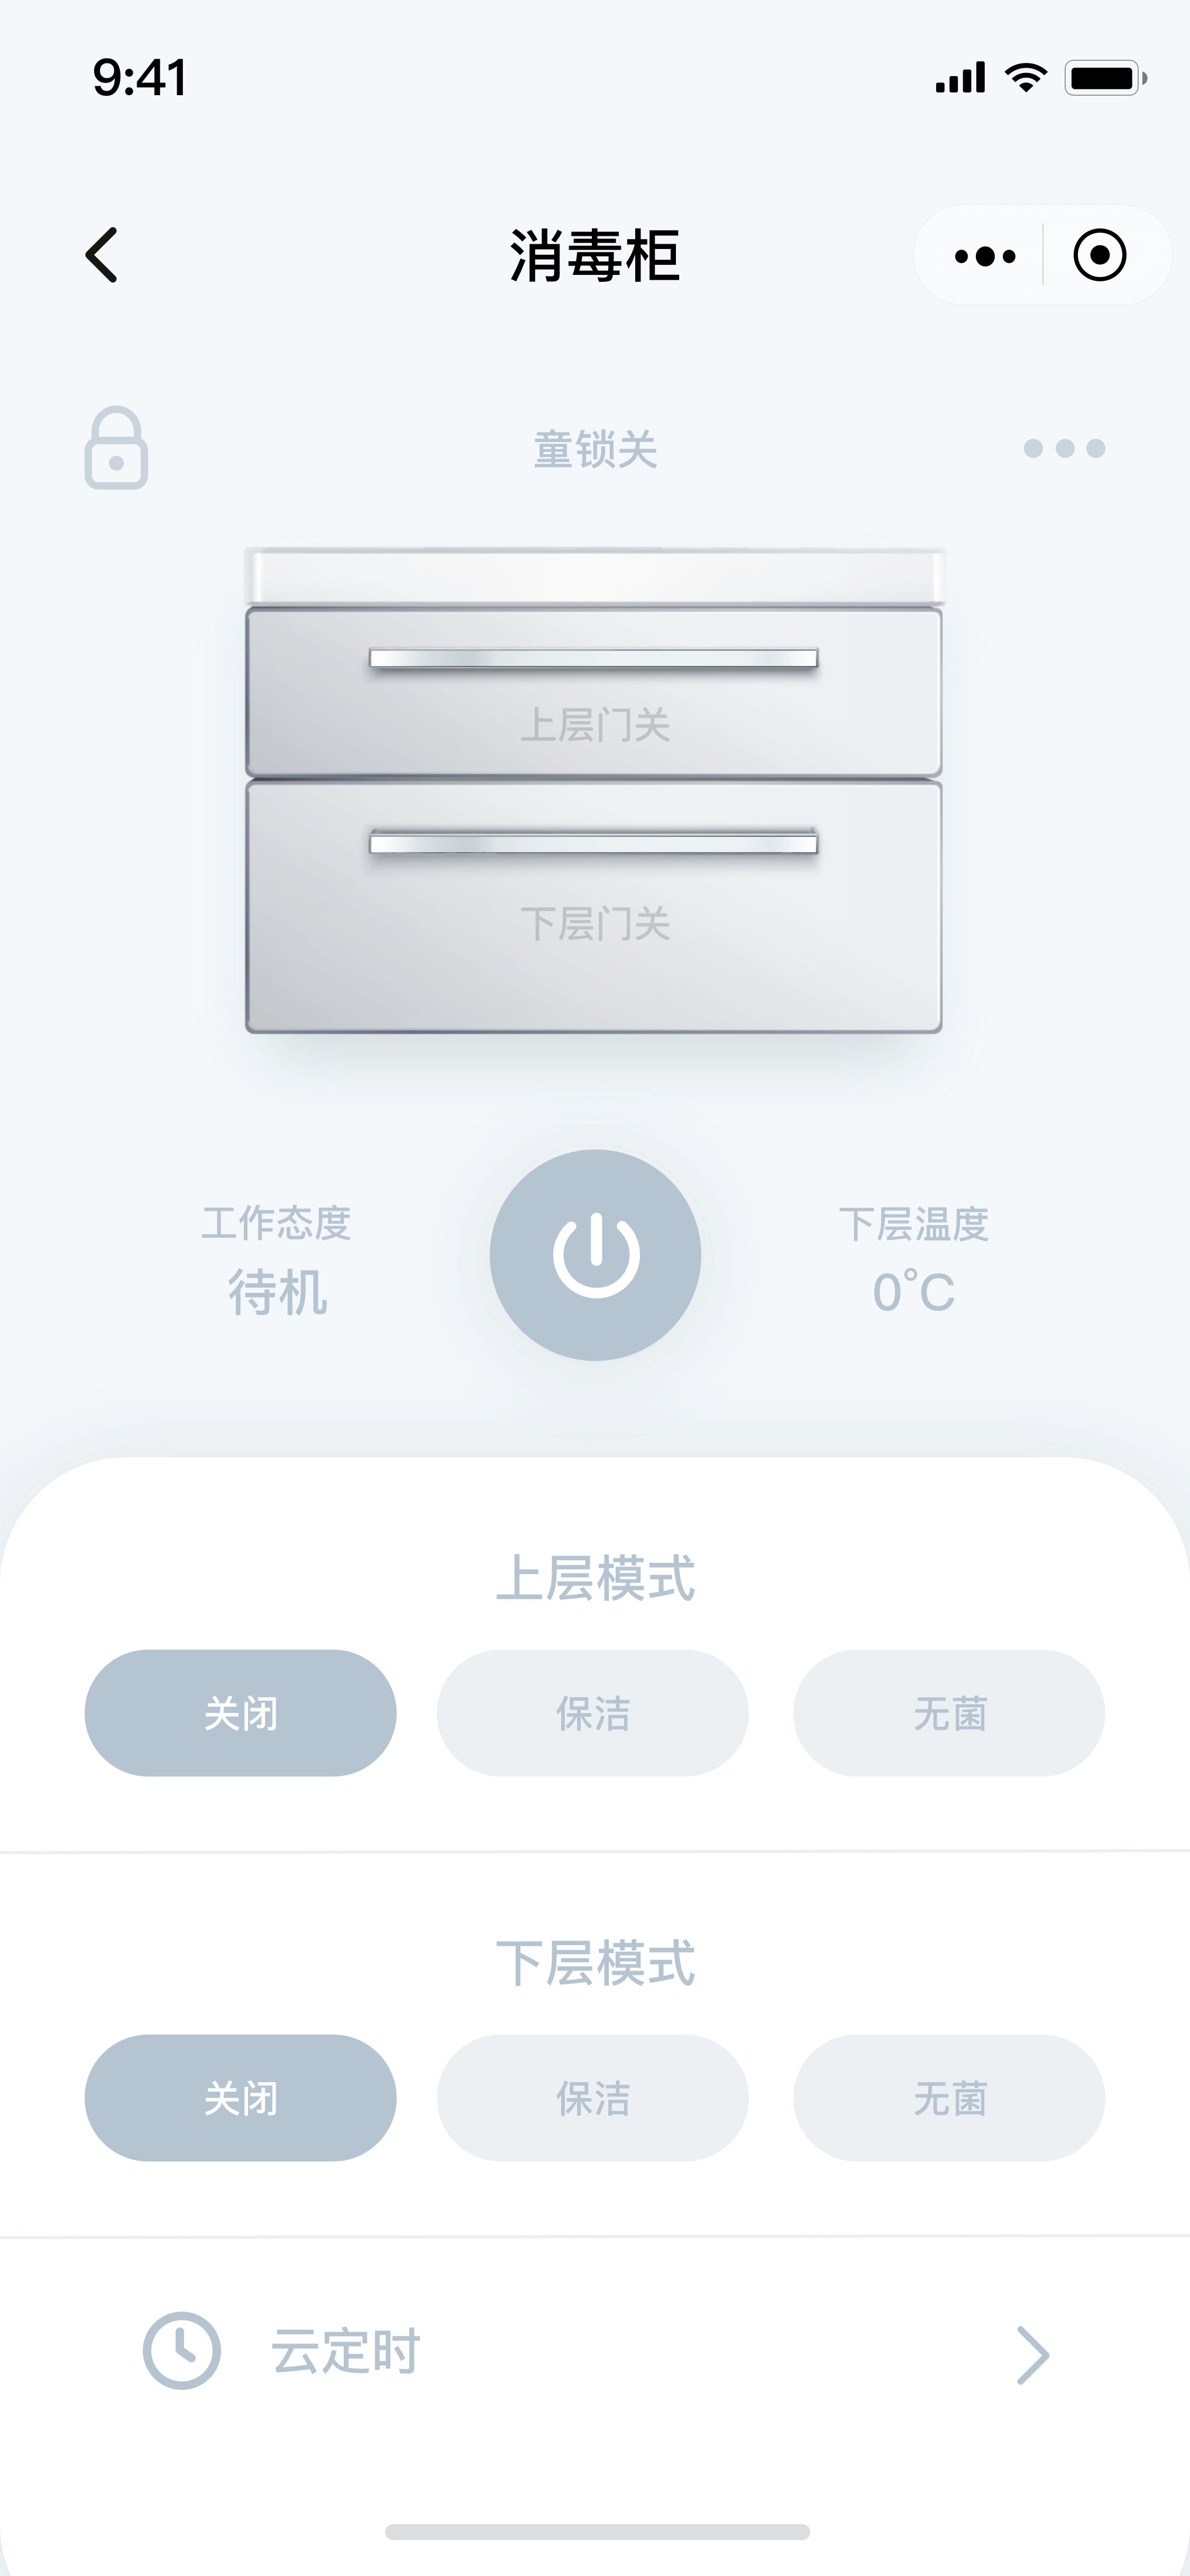 9:41
消毒柜
童锁关
上层门关
下层门关
工作态度
待机
下层温度
0°C
上层模式
关闭
保洁
无菌
下层模式
关闭
保洁
无菌
云定时